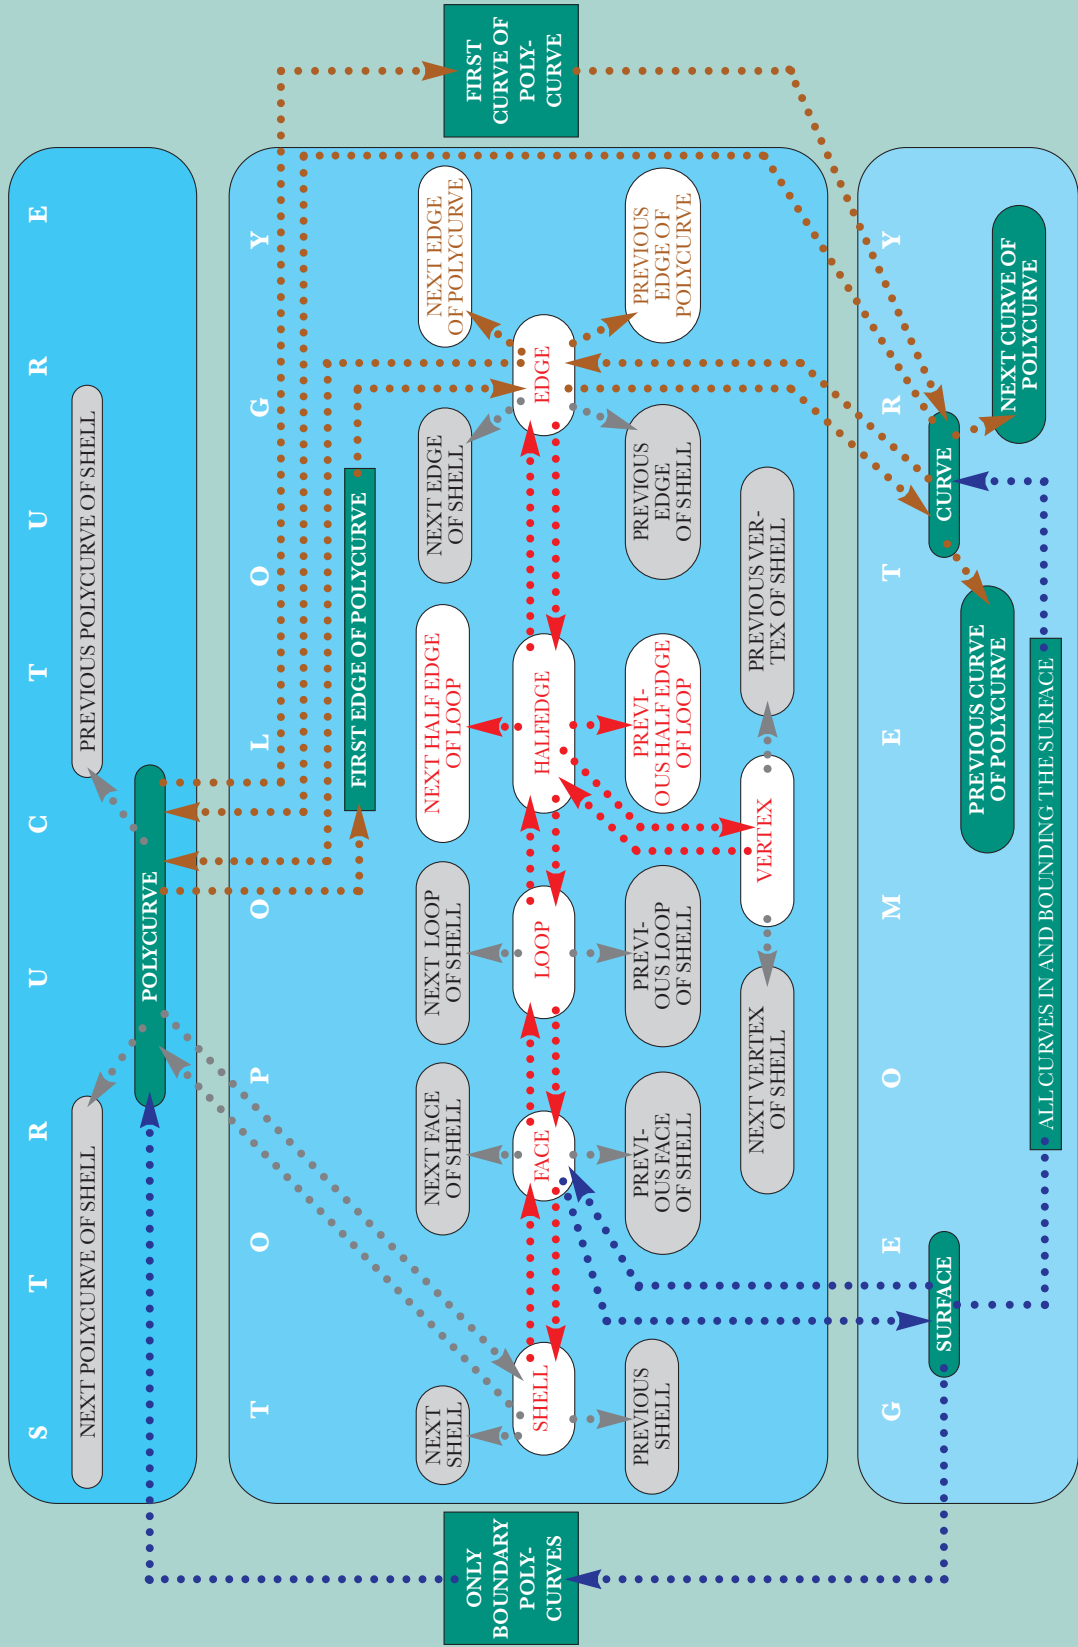 STRUCTURE
NEXT POLYCURVE OF SHELL
PREVIOUS POLYCURVE OF SHELL
POLYCURVE
TOPOLOGY
FIRST EDGE OF POLYCURVE
NEXT
SHELL
NEXT FACE
OF SHELL
NEXT LOOP
OF SHELL
NEXT HALF EDGE
OF LOOP
NEXT EDGE
OF SHELL
NEXT EDGE
OF POLYCURVE
ONLY
BOUNDARY
POLY-
CURVES
FIRST
CURVE OF
POLY-
CURVE
SHELL
FACE
LOOP
HALFEDGE
EDGE
PREVIOUS
SHELL
PREVI-
OUS FACE
OF SHELL
PREVI-
OUS LOOP
OF SHELL
PREVI-
OUS HALF EDGE
OF LOOP
PREVIOUS
EDGE
OF SHELL
PREVIOUS
EDGE OF
POLYCURVE
NEXT VERTEX
OF SHELL
VERTEX
PREVIOUS VER-
TEX OF SHELL
GEOMETRY
SURFACE
CURVE
PREVIOUS CURVE
OF POLYCURVE
NEXT CURVE OF
POLYCURVE
ALL CURVES IN AND BOUNDING THE SURFACE